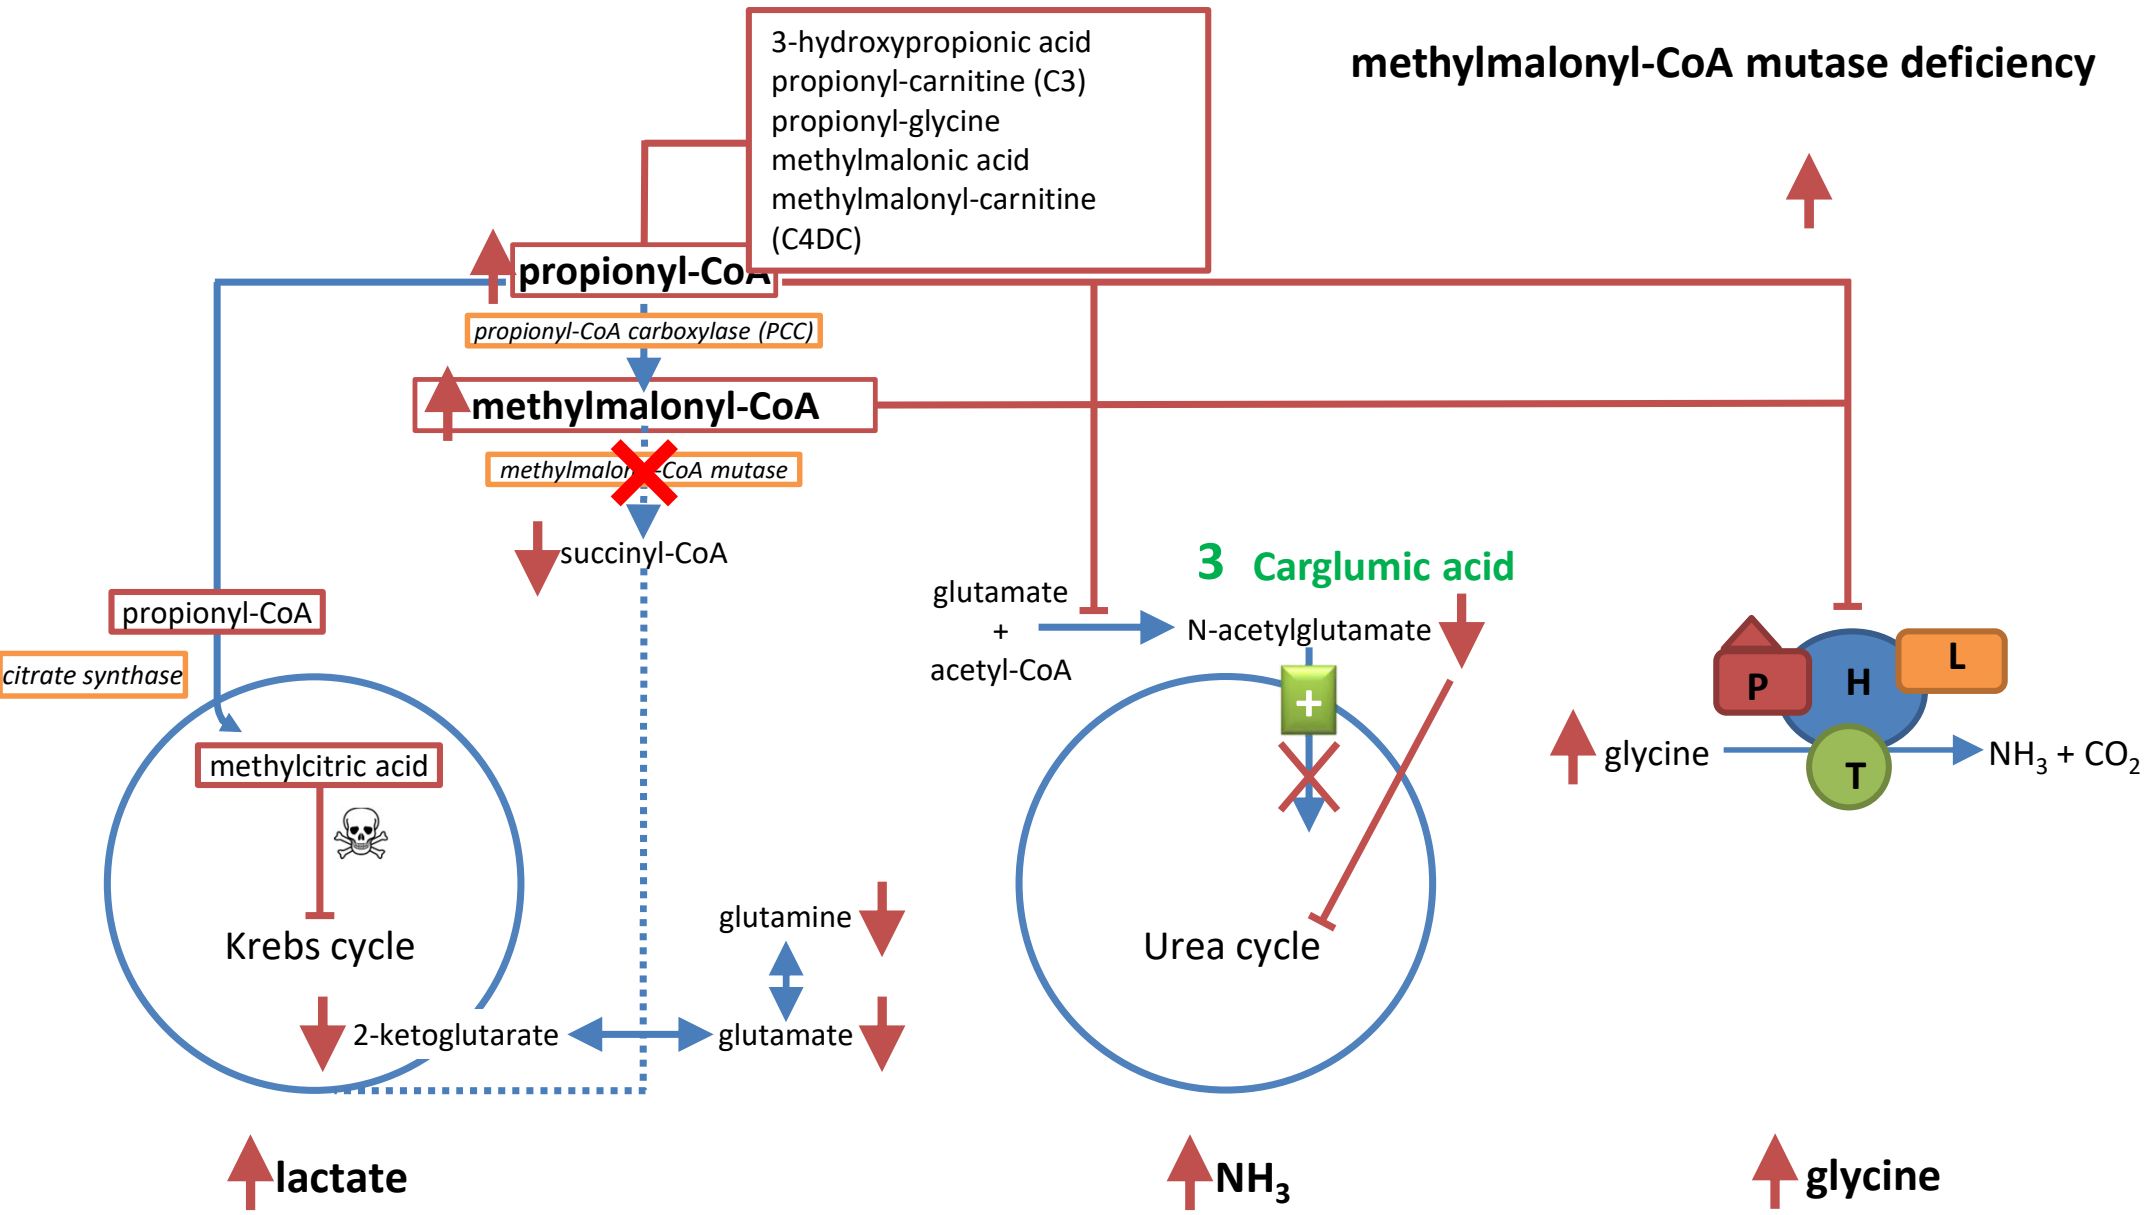 3-hydroxypropionic acid
propionyl-carnitine (C3)
propionyl-glycine
methylmalonic acid
methylmalonyl-carnitine
(C4DC)
methylmalonyl-CoA mutase deficiency
propionyl-CoA
propionyl-CoA carboxylase (PCC)
methylmalonyl-CoA
methylmalonyl-CoA mutase
succinyl-CoA
propionyl-CoA
citrate synthase
methylcitric acid
Krebs cycle
2-ketoglutarate
glutamine
glutamate
lactate
3 Carglumic acid
glutamate
+
acetyl-CoA
N-acetylglutamate
+
Urea cycle
NH₃
P
H
L
T
glycine
NH₃ + CO₂
glycine